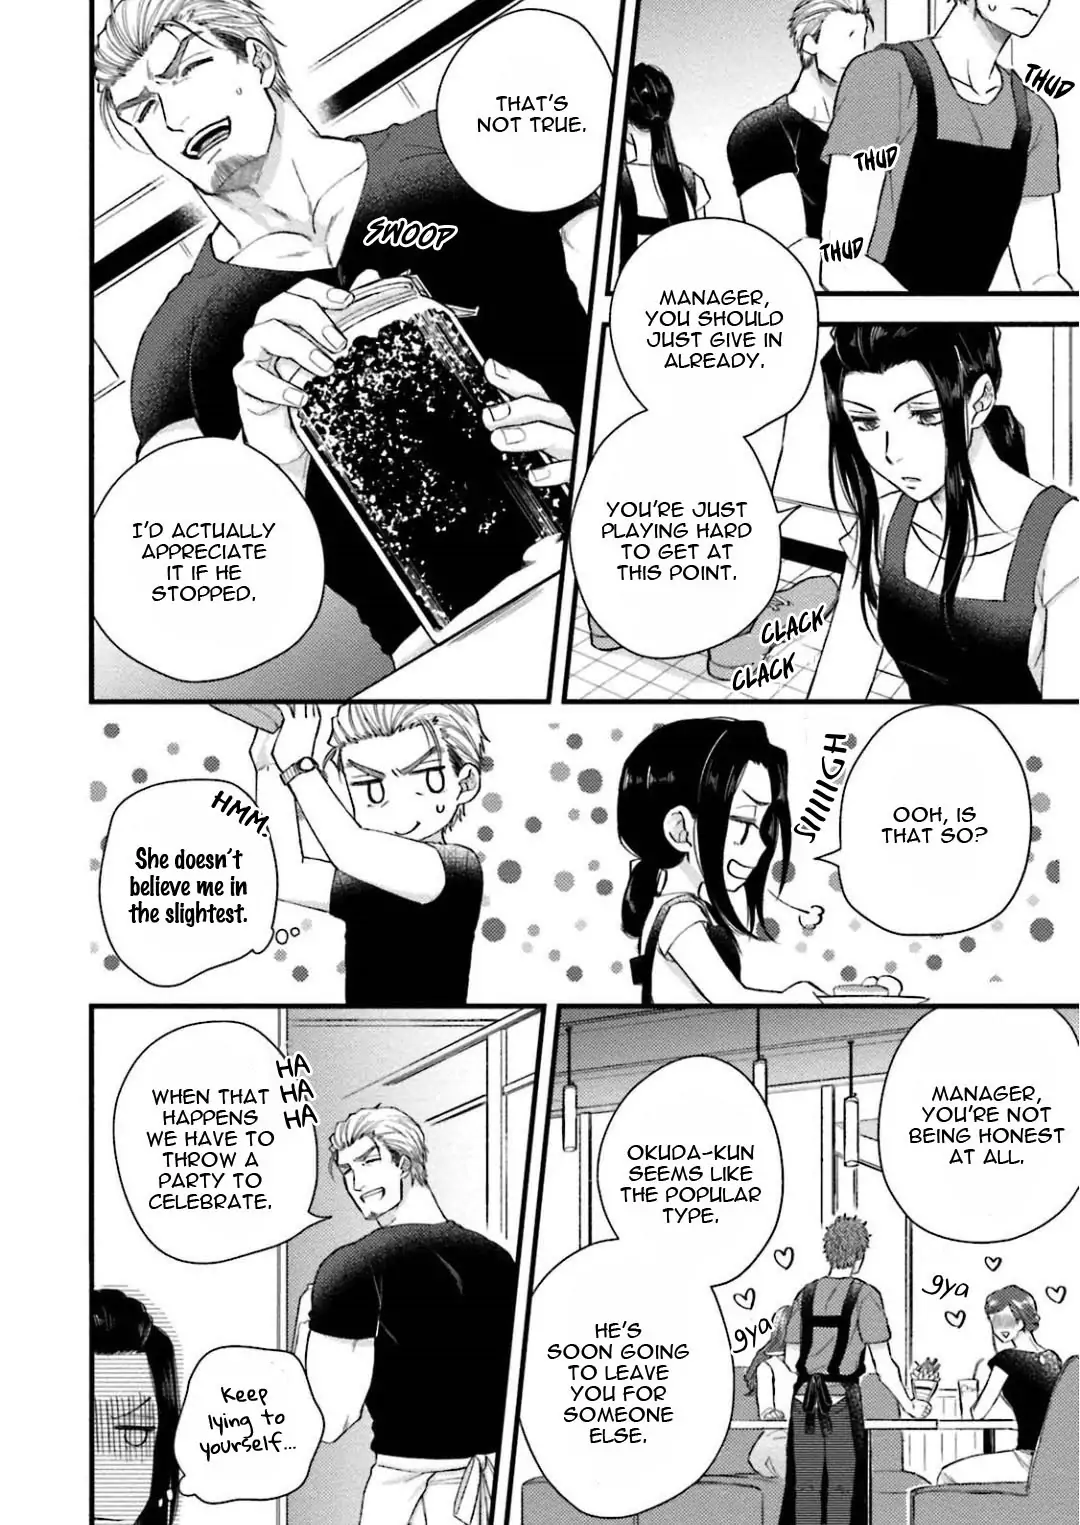 THUD
THUD
THUD
MANAGER,
YOU SHOULD
JUST GIVE IN
ALREADY.
YOU'RE JUST
PLAYING HARD
TO GET AT
THIS POINT.
CLACK
CLACK
THAT'S
NOT TRUE.
SWOOP
I'D ACTUALLY
APPRECIATE
IT IF HE
STOPPED.
OOH, IS
THAT SO?
SIIIIIGH
HMM.
She doesn't
believe me in
the slightest.
MANAGER,
YOU'RE NOT
BEING HONEST
AT ALL.
OKUDA-KUN
SEEMS LIKE
THE POPULAR
TYPE.
gya
gya
HE'S
SOON GOING
TO LEAVE
YOU FOR
SOMEONE
ELSE.
HA
HA
HA
WHEN THAT
HAPPENS
WE HAVE TO
THROW A
PARTY TO
CELEBRATE.
Keep
lying to
yourself...